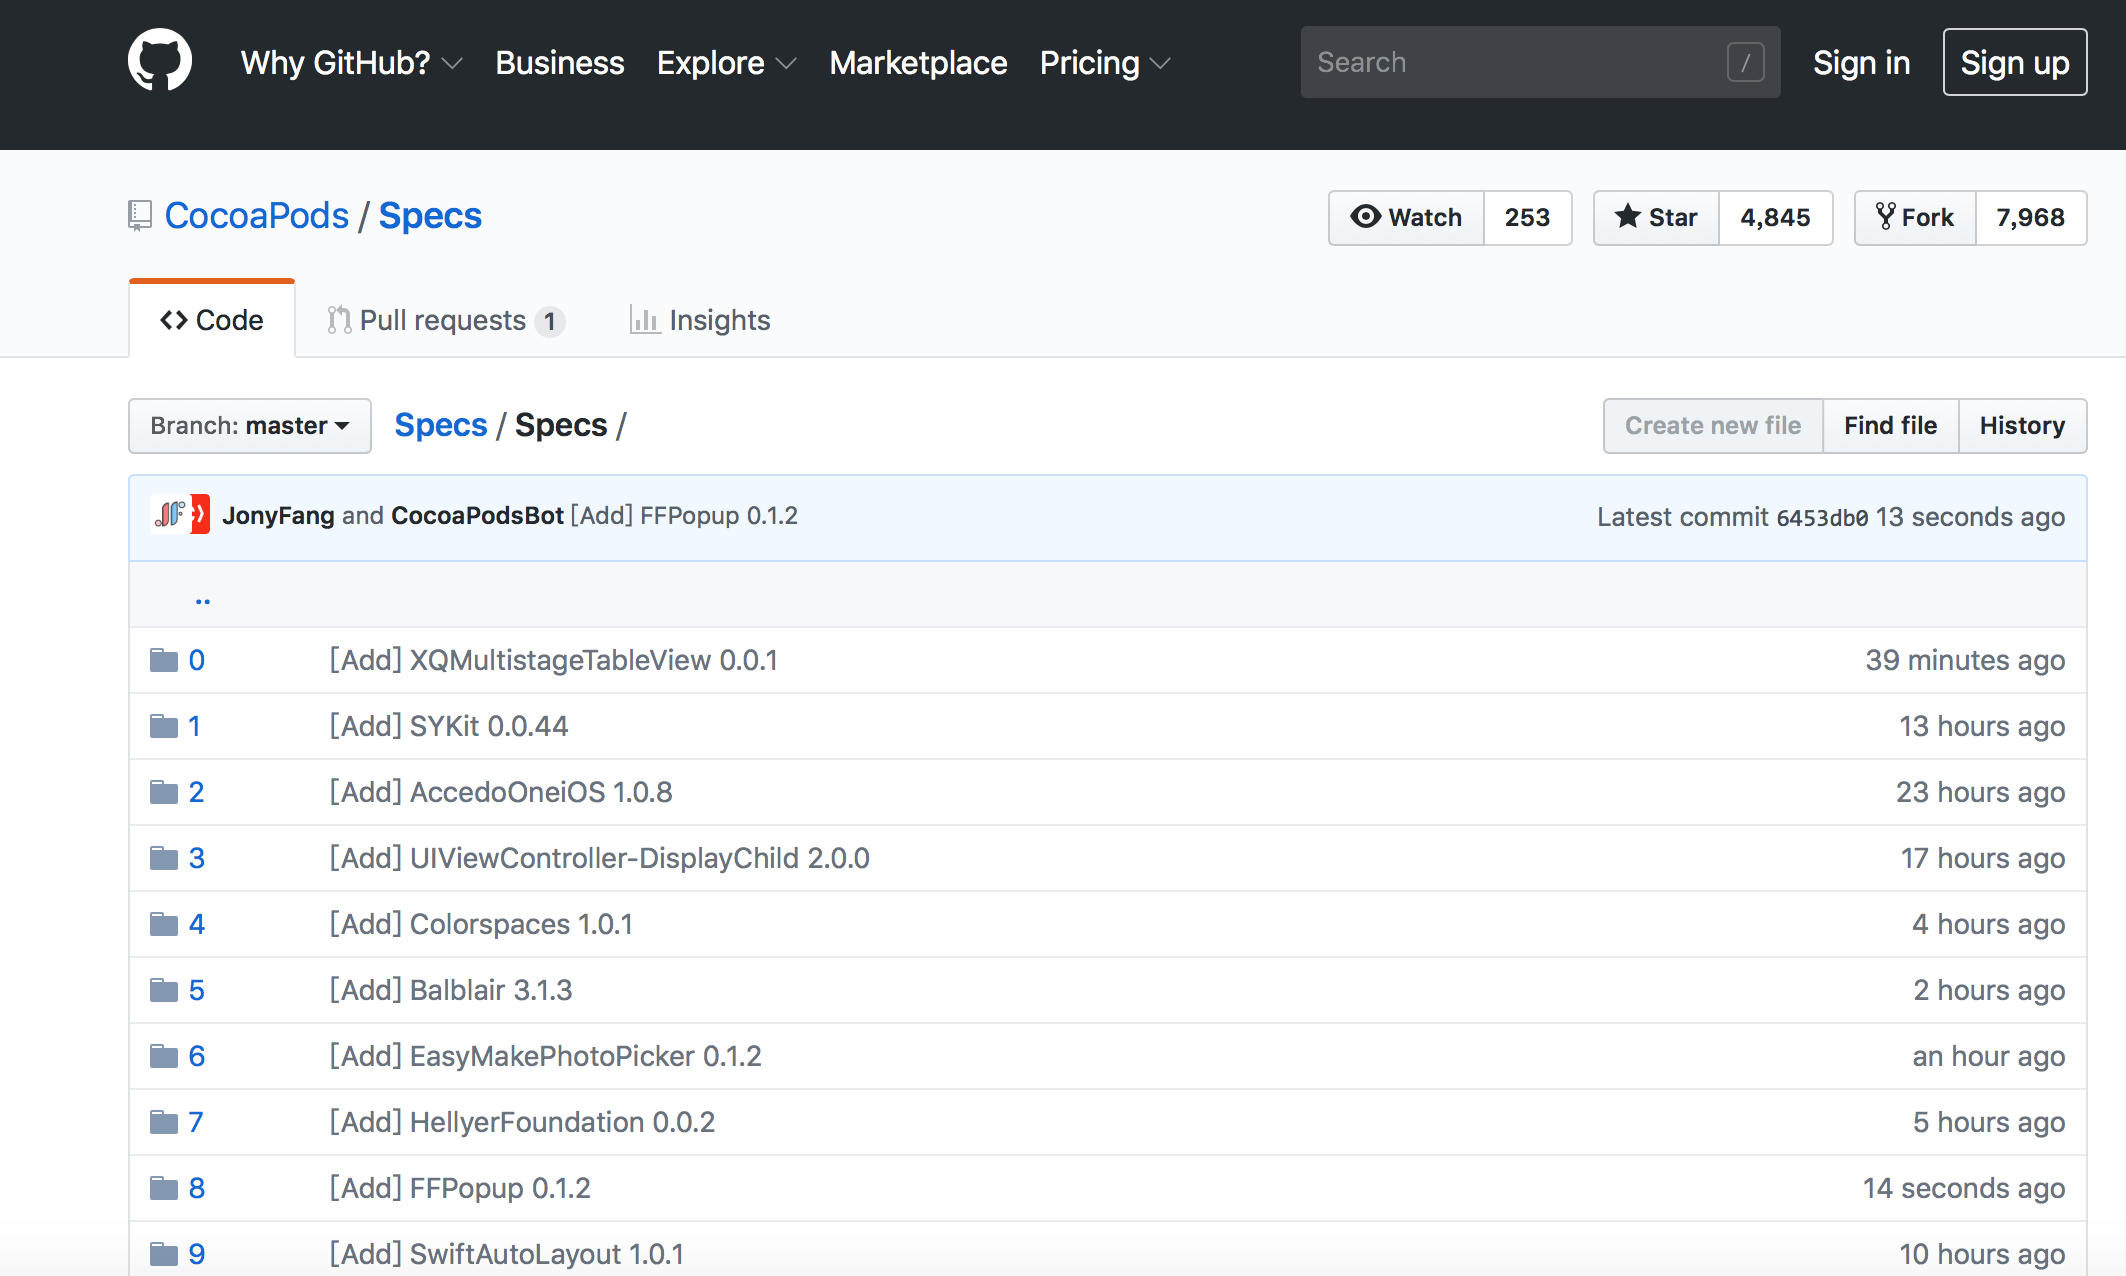 Why GitHub? Business Explore Marketplace Pricing Search / Sign in Sign up
CocoaPods / Specs Watch 253 Star 4,845 Fork 7,968
Code Pull requests 1 Insights
Branch: master Specs / Specs / Create new file Find file History
JonyFang and CocoaPodsBot [Add] FFPopup 0.1.2 Latest commit 6453db0 13 seconds ago
..
0 [Add] XQMultistageTableView 0.0.1 39 minutes ago
1 [Add] SYKit 0.0.44 13 hours ago
2 [Add] AccedoOneiOS 1.0.8 23 hours ago
3 [Add] UIViewController-DisplayChild 2.0.0 17 hours ago
4 [Add] Colorspaces 1.0.1 4 hours ago
5 [Add] Balblair 3.1.3 2 hours ago
6 [Add] EasyMakePhotoPicker 0.1.2 an hour ago
7 [Add] HellyerFoundation 0.0.2 5 hours ago
8 [Add] FFPopup 0.1.2 14 seconds ago
9 [Add] SwiftAutoLayout 1.0.1 10 hours ago